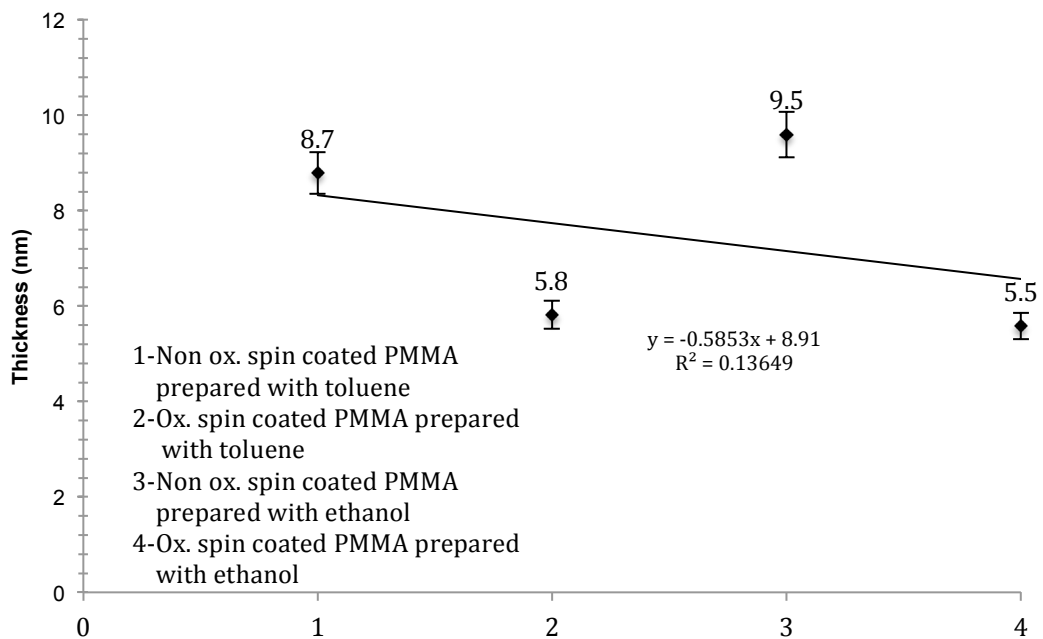 12
10
8
6
4
2
0
Thickness (nm)
8.7
5.8
9.5
5.5
y = -0.5853x + 8.91
R² = 0.13649
1-Non ox. spin coated PMMA
prepared with toluene
2-Ox. spin coated PMMA prepared
with toluene
3-Non ox. spin coated PMMA
prepared with ethanol
4-Ox. spin coated PMMA prepared
with ethanol
0 1 2 3 4